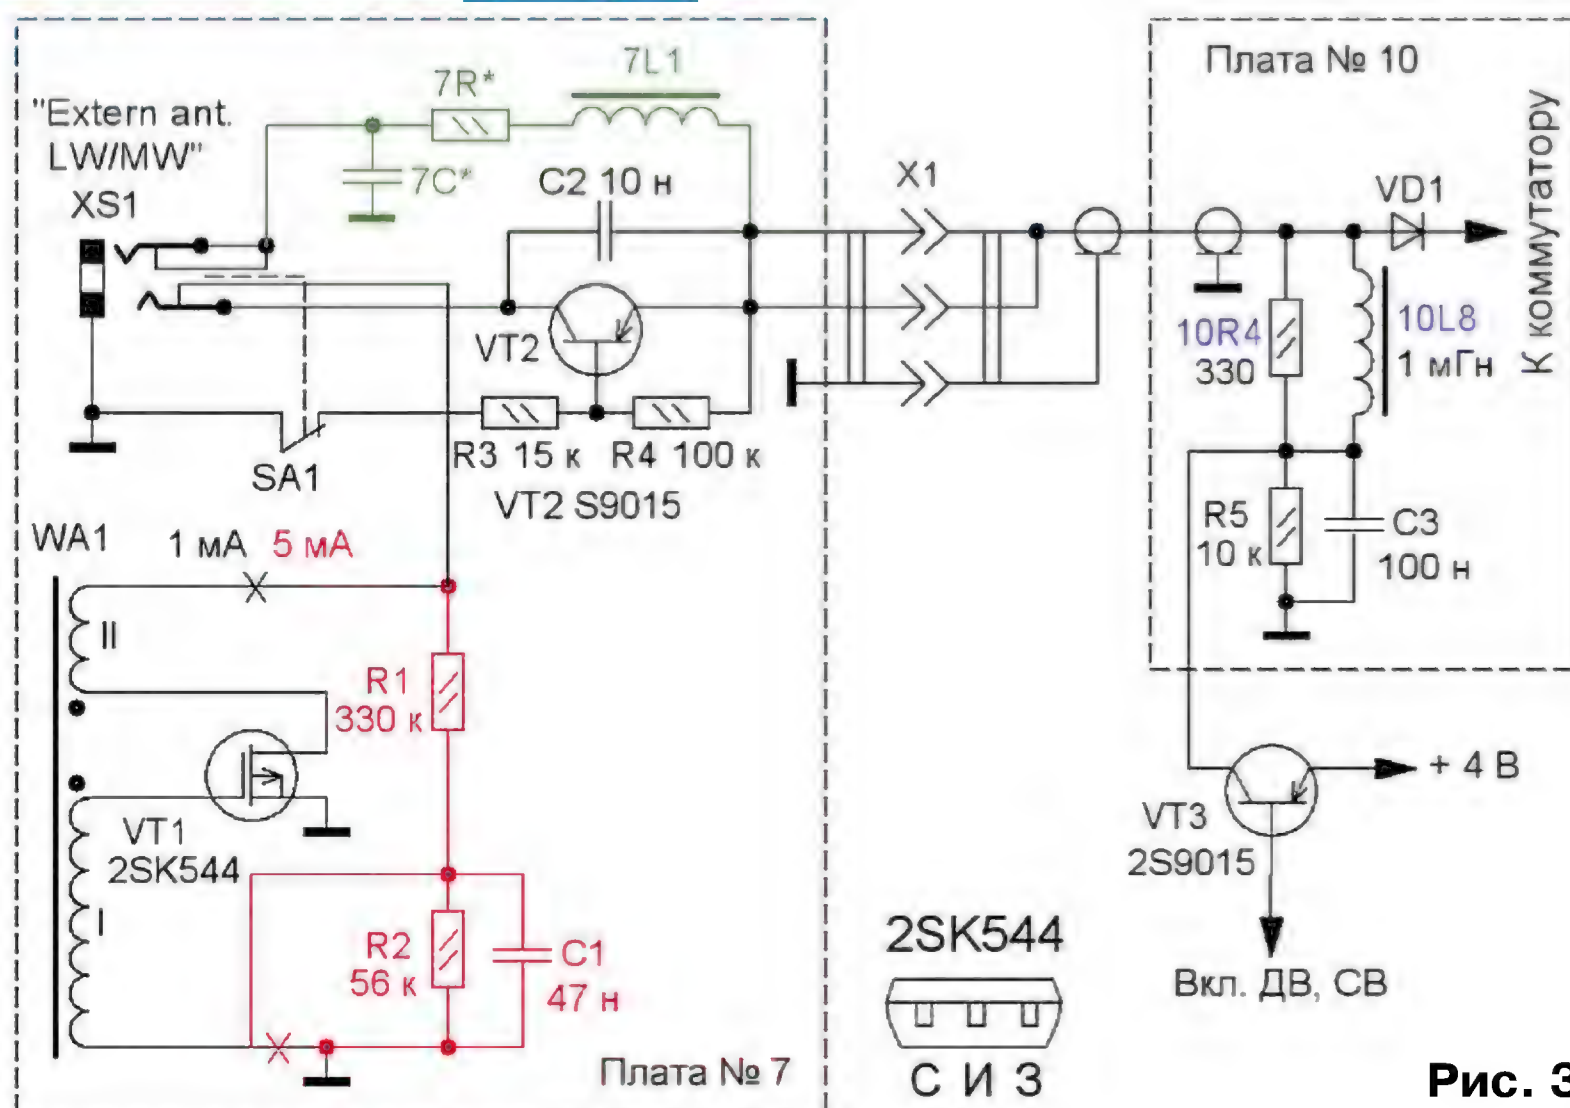 Плата № 10
"Extern ant.
LW/MW"
XS1
7R*
7L1
7C*
C2 10 н
X1
VD1
К коммутатору
VT2
10R4
330
10L8
1 мГн
SA1
R3 15 к
R4 100 к
VT2 S9015
R5
10 к
C3
100 н
WA1
1 мА
5 мА
II
R1
330 к
VT1
2SK544
I
R2
56 к
C1
47 н
Плата № 7
+ 4 В
VT3
2S9015
Вкл. ДВ, СВ
2SK544
С И З
Рис. 3